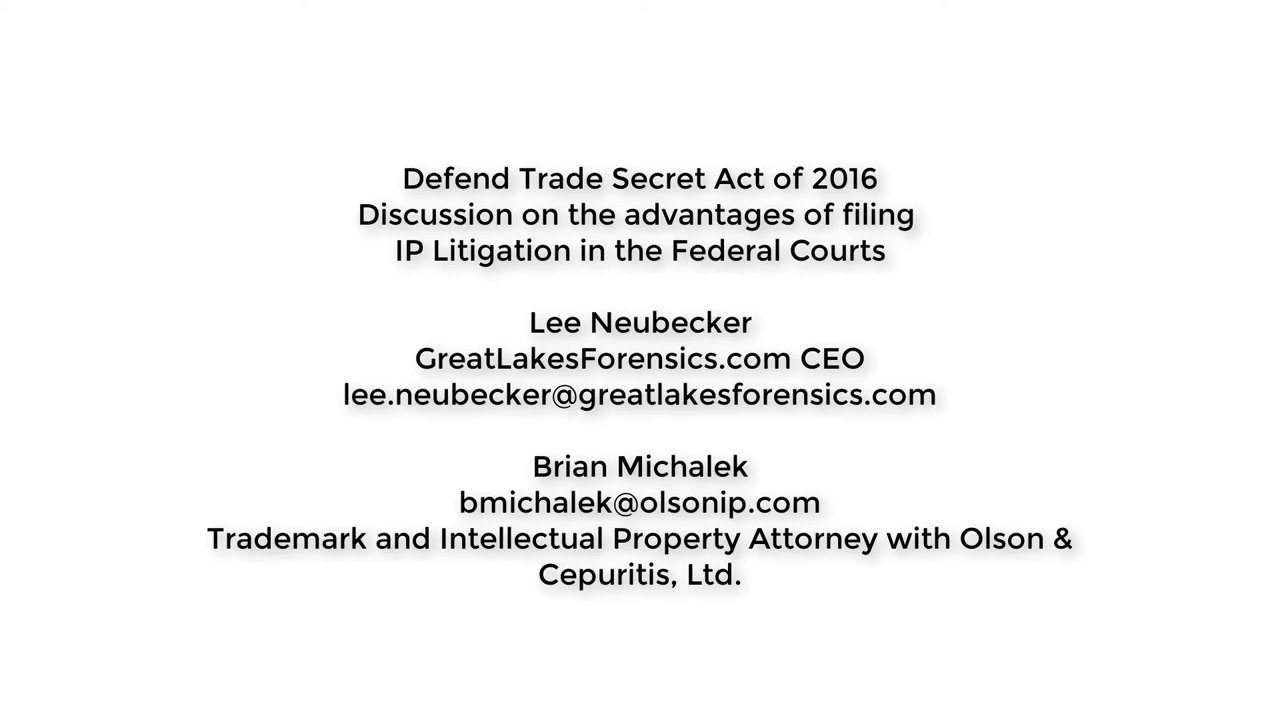 Defend Trade Secret Act of 2016
Discussion on the advantages of filing
IP Litigation in the Federal Courts
Lee Neubecker
GreatLakesForensics.com CEO
lee.neubecker@greatlakesforensics.com
Brian Michalek
bmichalek@olsonip.com
Trademark and Intellectual Property Attorney with Olson &
Cepuritis, Ltd.